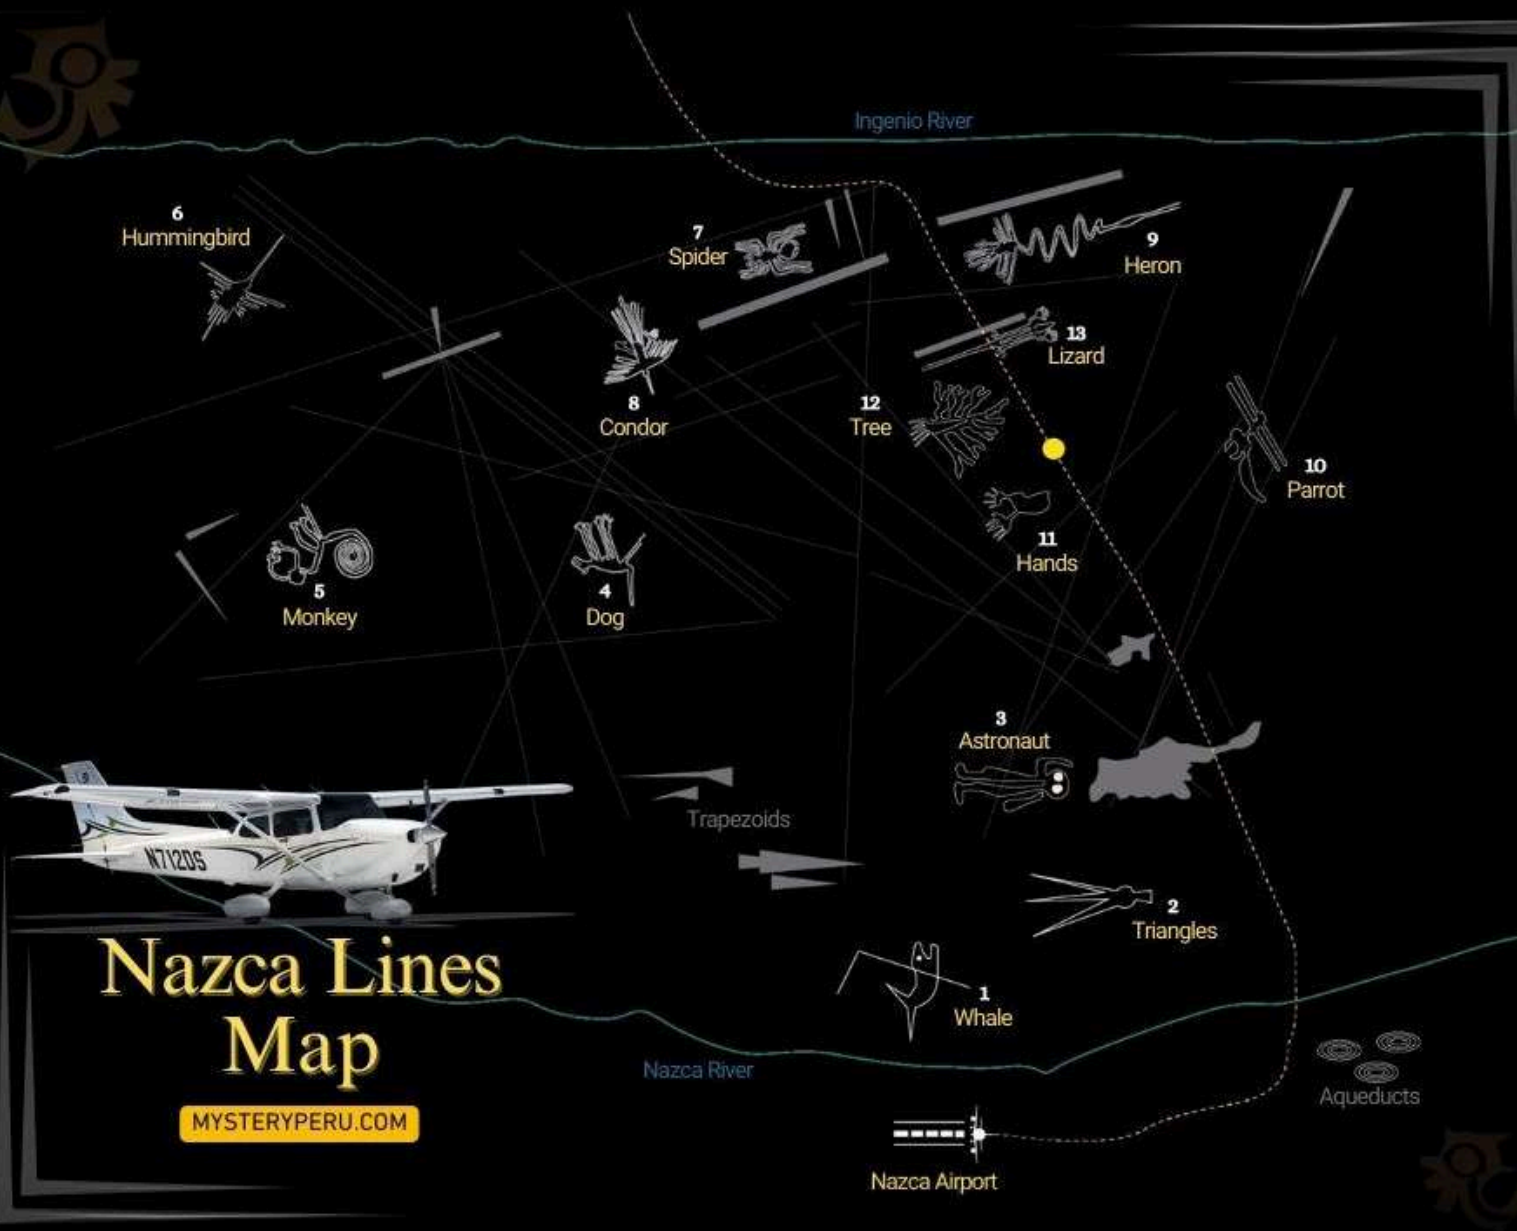 Ingenio River
6
Hummingbird
7
Spider
9
Heron
13
Lizard
8
Condor
12
Tree
10
Parrot
11
Hands
5
Monkey
4
Dog
3
Astronaut
Trapezoids
N712DS
2
Triangles
Nazca Lines
Map
1
Whale
Nazca River
Aqueducts
MYSTERYPERU.COM
Nazca Airport